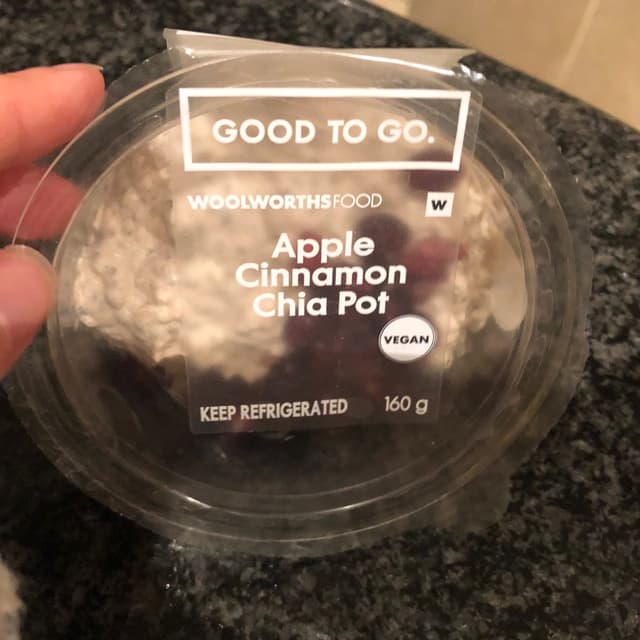 GOOD TO GO.
WOOLWORTHSFOOD W
Apple
Cinnamon
Chia Pot
VEGAN
KEEP REFRIGERATED 160 g